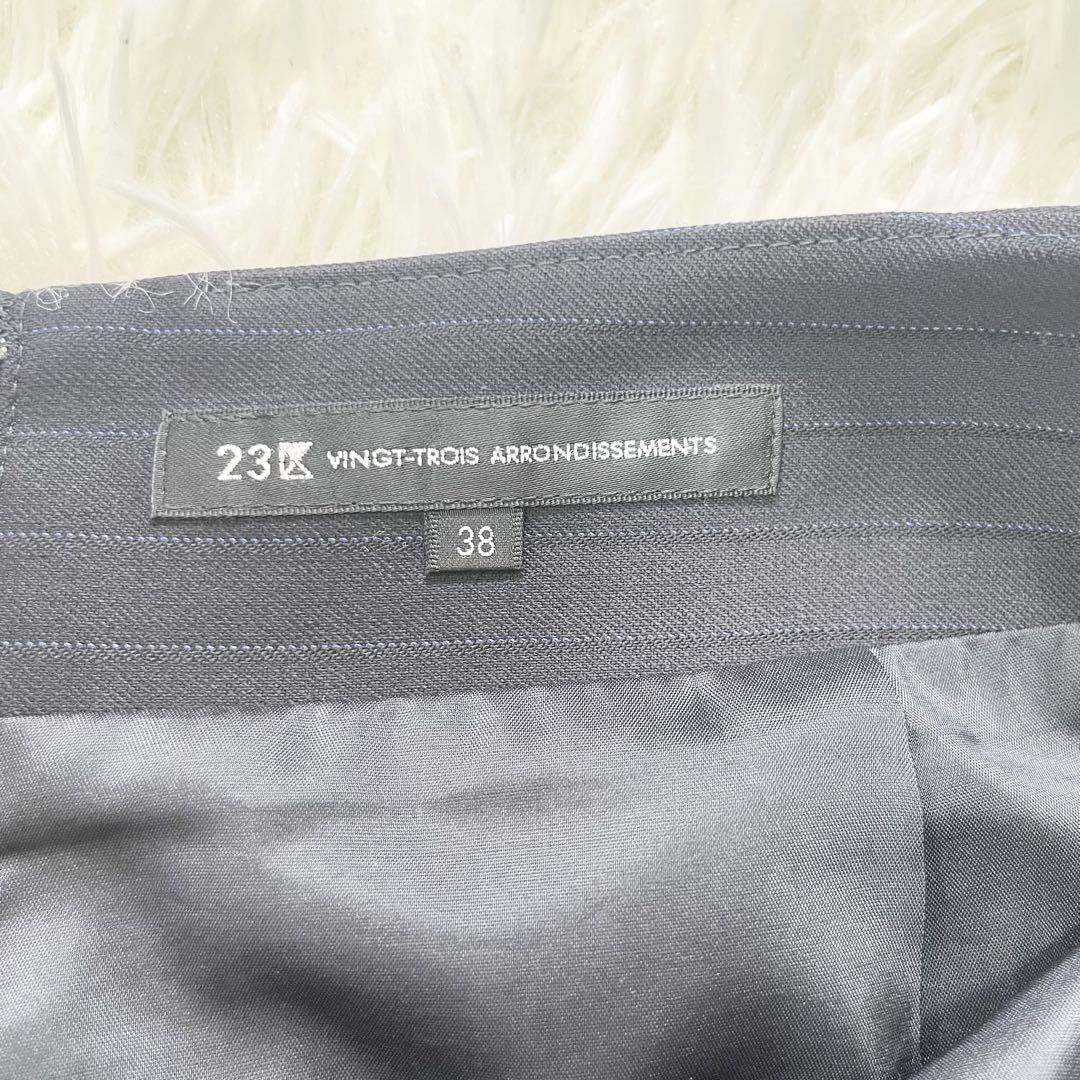 23区 VINGT-TROIS ARRONDISSEMENTS
38